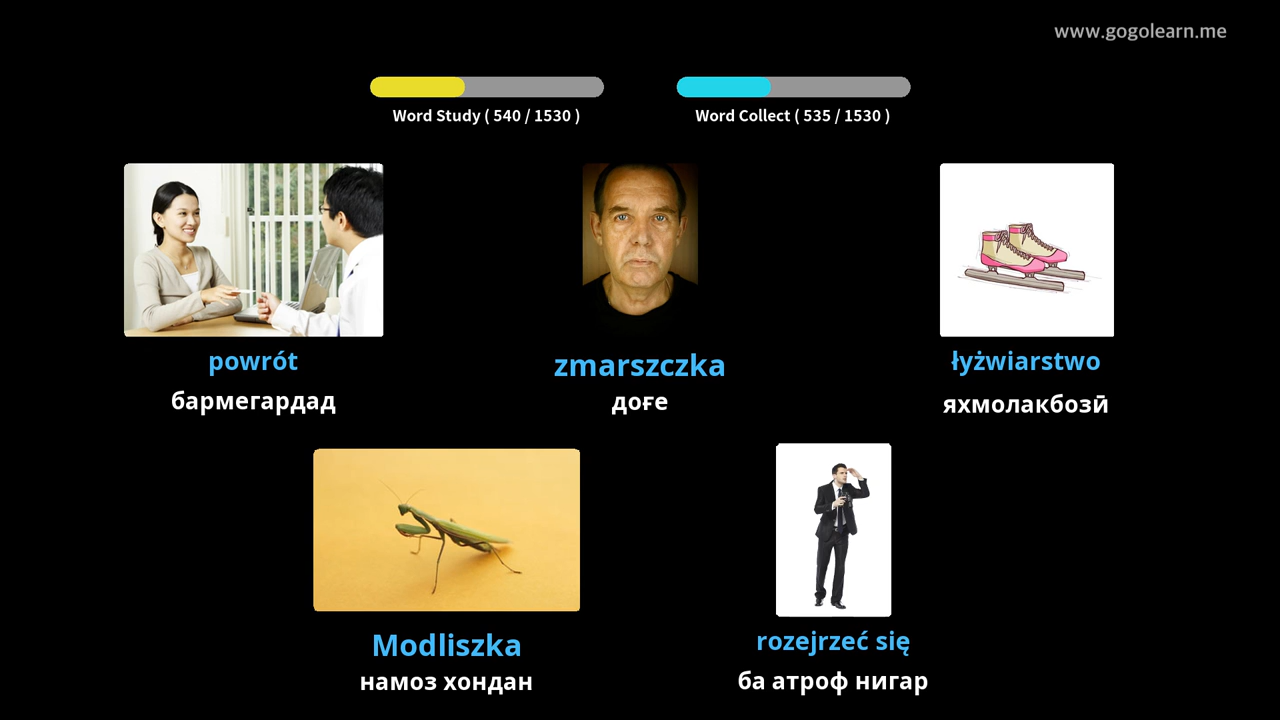 www.gogolearn.me
Word Study ( 540 / 1530 )
Word Collect ( 535 / 1530 )
powrót
бармегардад
zmarszczka
доғе
łyżwiarstwo
яхмолакбозӣ
Modliszka
намоз хондан
rozejrzeć się
ба атроф нигар